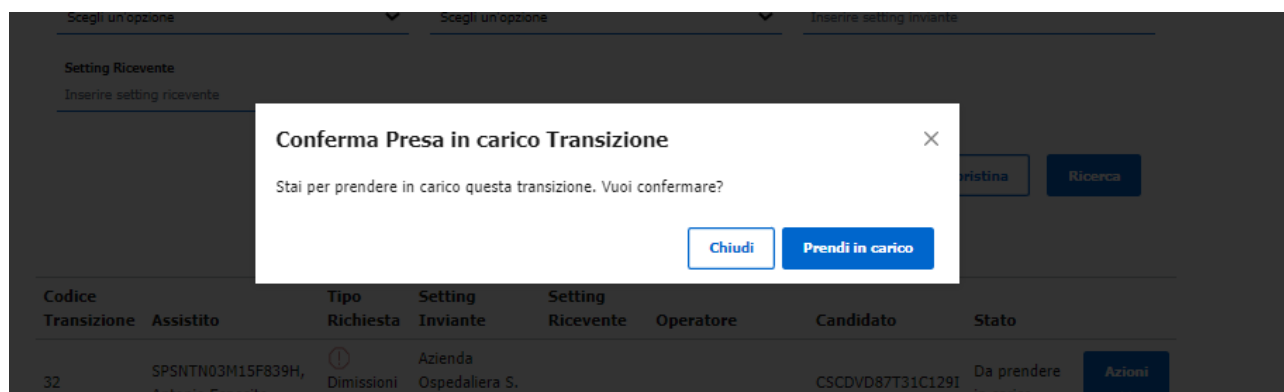 Scegli un'opzione Scegli un'opzione Inserire setting inviante
Setting Ricevente
Inserire setting ricevente
Conferma Presa in carico Transizione
Stai per prendere in carico questa transizione. Vuoi confermare?
Ricerca
Chiudi Prendi in carico
Codice Tipo Setting Setting
Transizione Assistito Richiesta Inviante Ricevente Operatore Candidato Stato
Azienda
SPSNTN03M15F839H, Da prendere
32 Dimissioni Ospedaliera S. CSCDVD87T31C129I Azioni